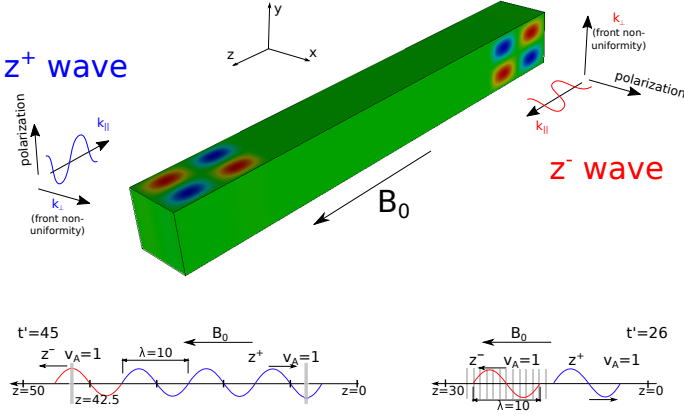 y
z
x
z+ wave
polarization
k||
k⊥
(front non-
uniformity)
k⊥
(front non-
uniformity)
polarization
k||
z- wave
B0
t'=45
B0
z- vA=1
λ=10
z+ vA=1
z=50
z=42.5
z=0
t'=26
B0
z- vA=1
z+ vA=1
z=30
λ=10
z=0